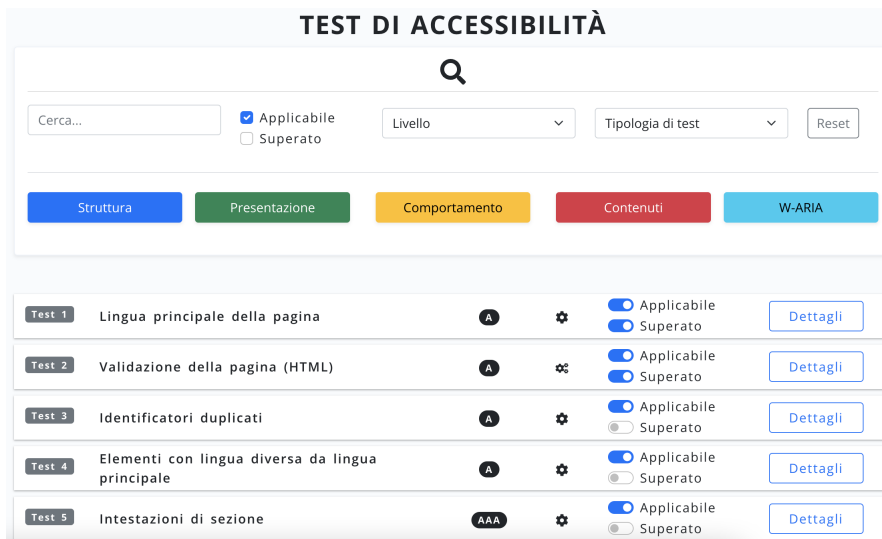 TEST DI ACCESSIBILITÀ
Cerca...
Applicabile
Superato
Livello
Tipologia di test
Reset
Struttura
Presentazione
Comportamento
Contenuti
W-ARIA
Test 1
Lingua principale della pagina
A
Applicabile
Superato
Dettagli
Test 2
Validazione della pagina (HTML)
A
Applicabile
Superato
Dettagli
Test 3
Identificatori duplicati
A
Applicabile
Superato
Dettagli
Test 4
Elementi con lingua diversa da lingua
principale
A
Applicabile
Superato
Dettagli
Test 5
Intestazioni di sezione
AAA
Applicabile
Superato
Dettagli